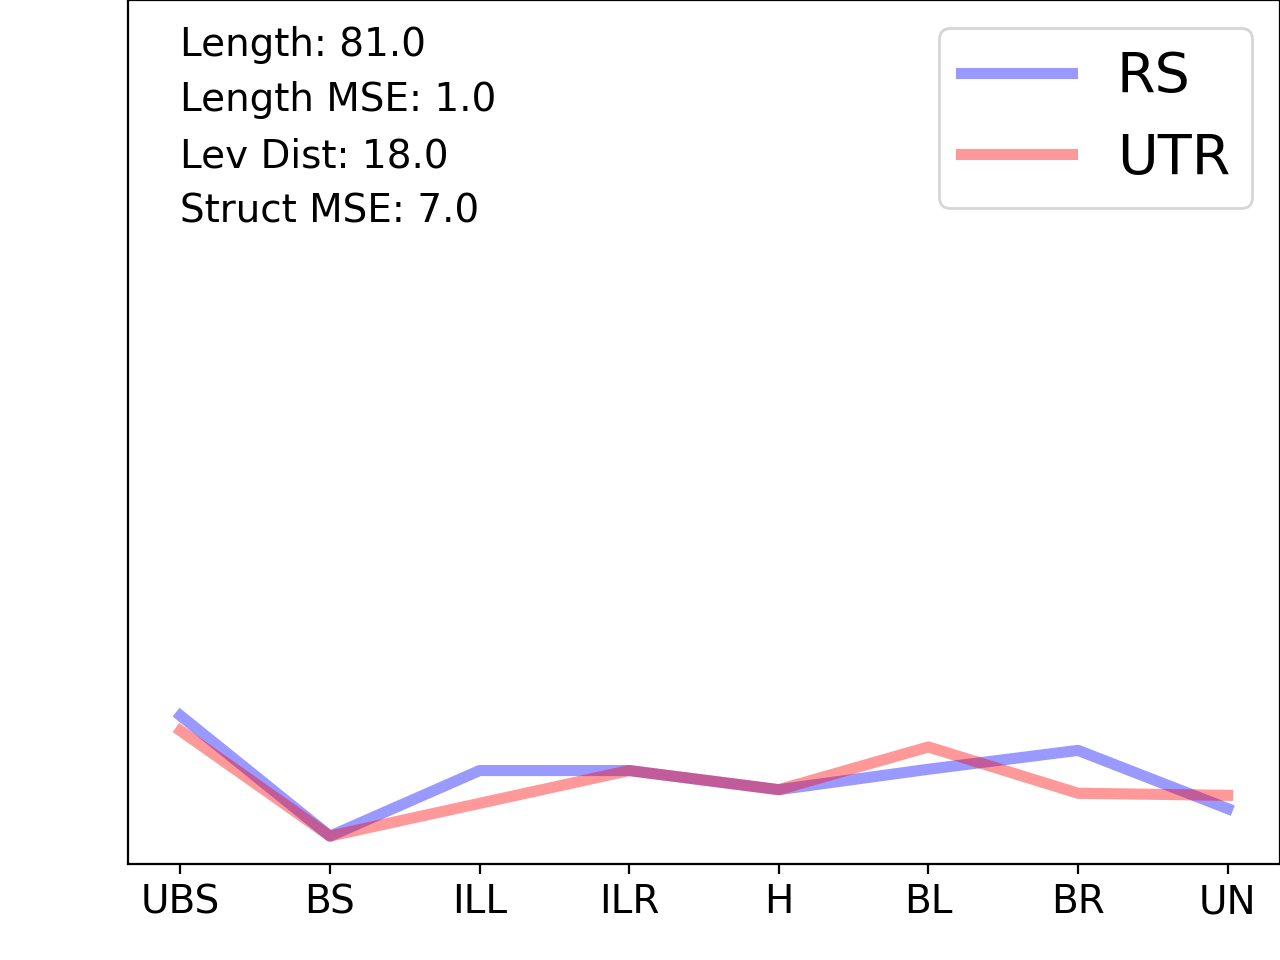 Length: 81.0
Length MSE: 1.0
Lev Dist: 18.0
Struct MSE: 7.0
RS
UTR
UBS BS ILL ILR H BL BR UN